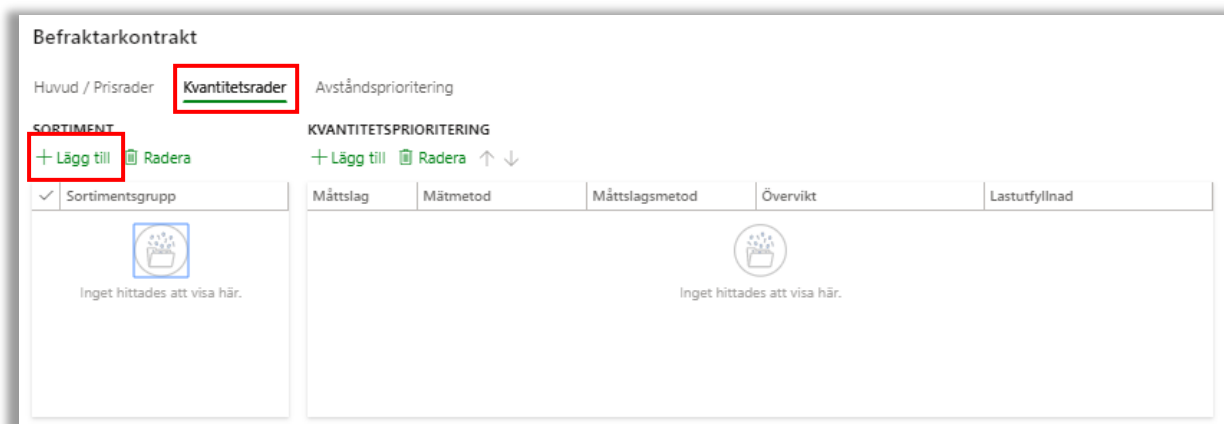 Befraktarkontrakt
Huvud / Prisrader Kvantitetsrader Avståndsprioritering
SORTIMENT KVANTITETSPRIORITERING
Lägg till Radera Lägg till Radera
Sortimentsgrupp Måttslag Mätmetod Måttslagsmetod Övervikt Lastutfyllnad
Inget hittades att visa här. Inget hittades att visa här.